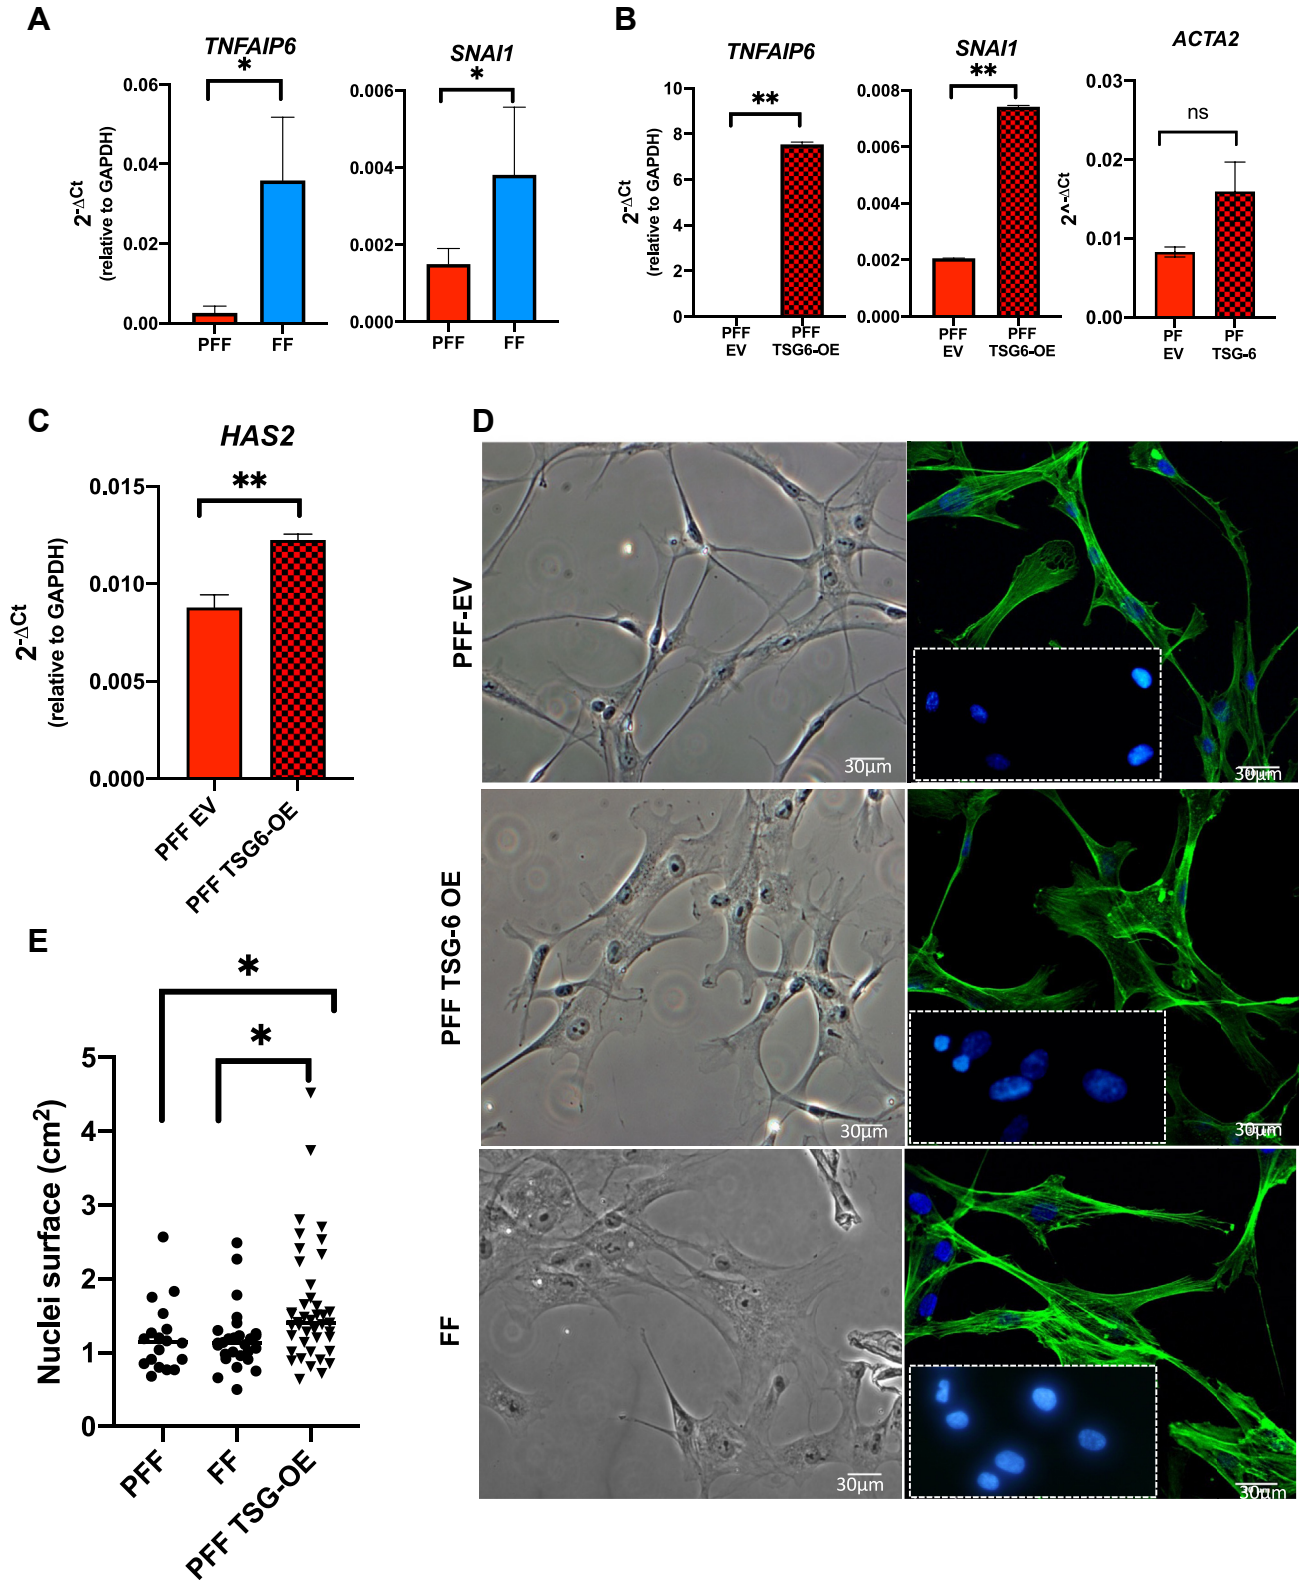 A
TNFAIP6
*
0.06
0.04
0.02
0.00
2-ΔCt
(relative to GAPDH)
PFF
FF
SNAI1
*
0.006
0.004
0.002
0.000
PFF
FF
B
TNFAIP6
**
10
8
6
4
2
0
2-ΔCt
(relative to GAPDH)
PFF
EV
PFF
TSG6-OE
SNAI1
**
0.008
0.006
0.004
0.002
0.000
PFF
EV
PFF
TSG6-OE
ACTA2
ns
0.03
0.02
0.01
0.00
2^-ΔCt
PF
EV
PF
TSG-6
C
HAS2
**
0.015
0.010
0.005
0.000
2-ΔCt
(relative to GAPDH)
PFF EV
PFF TSG6-OE
D
PFF-EV
30µm
30µm
PFF TSG-6 OE
30µm
30µm
FF
30µm
30µm
E
*
*
5
4
3
2
1
0
Nuclei surface (cm2)
PFF
FF
PFF TSG-OE